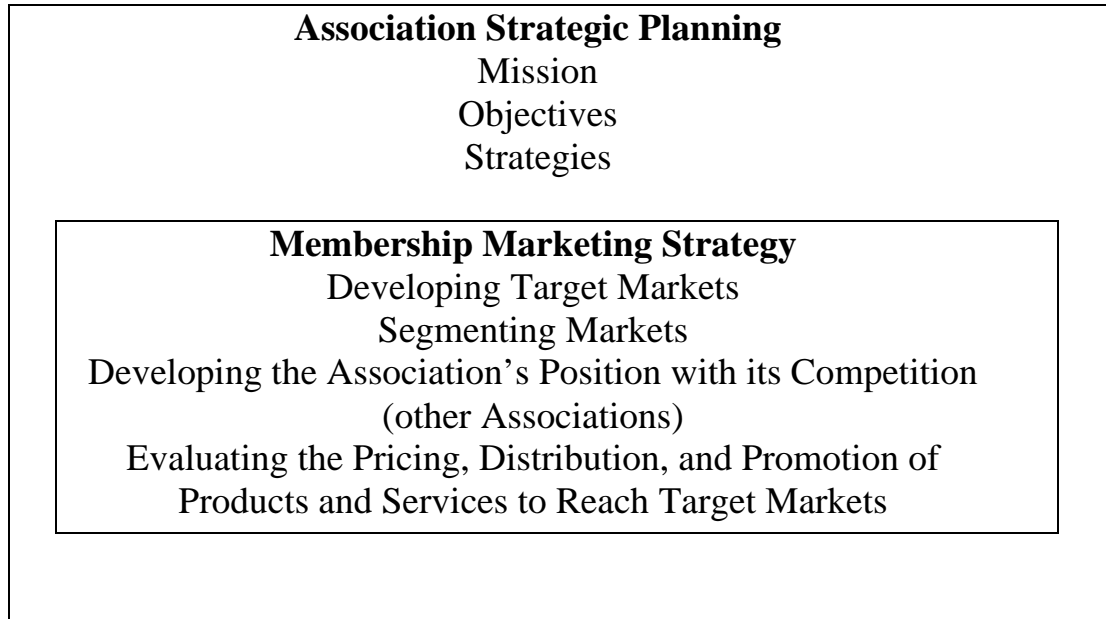 Association Strategic Planning
Mission
Objectives
Strategies
Membership Marketing Strategy
Developing Target Markets
Segmenting Markets
Developing the Association’s Position with its Competition
(other Associations)
Evaluating the Pricing, Distribution, and Promotion of
Products and Services to Reach Target Markets